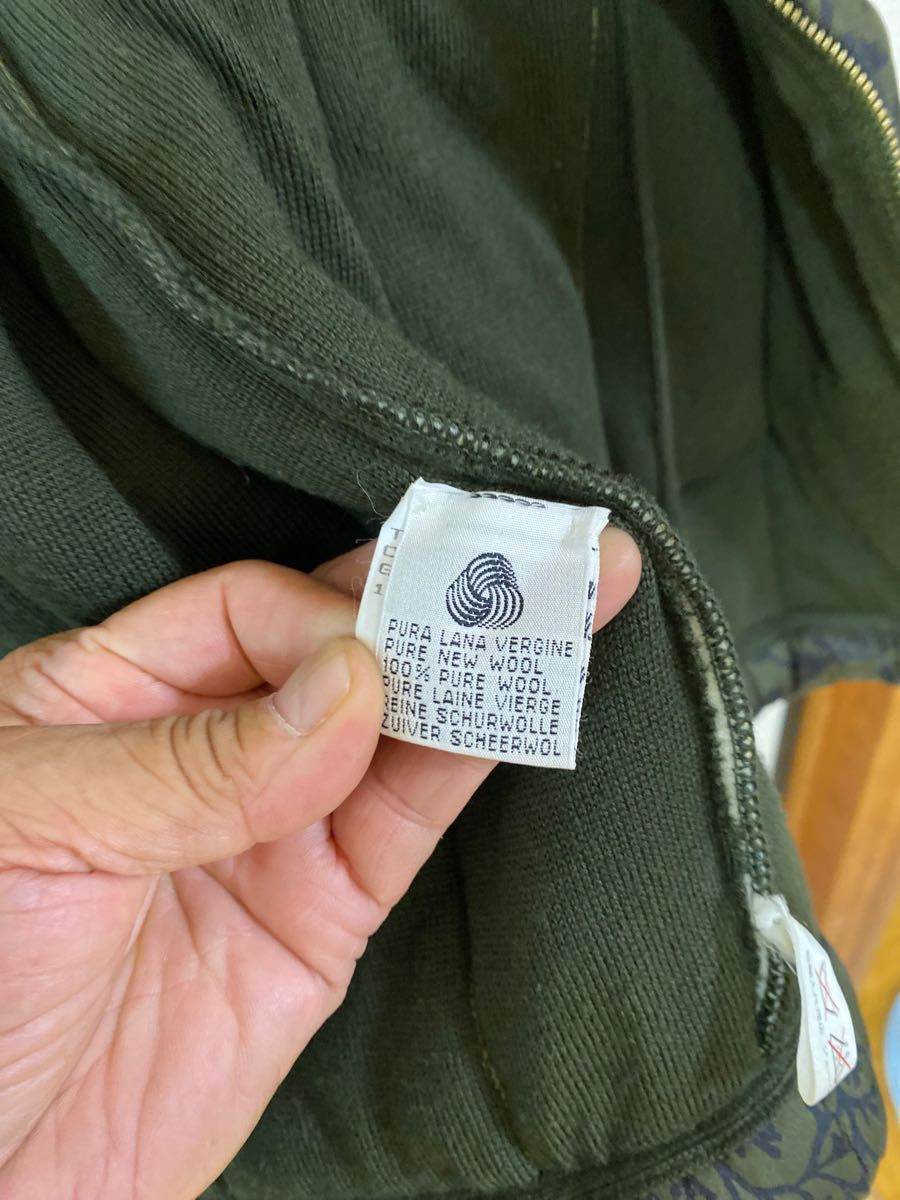 PURA LANA VERGINE
PURE NEW WOOL
100% PURE WOOL
PURE LAINE VIERGE
REINE SCHURWOLLE
ZUIVER SCHEERWOL